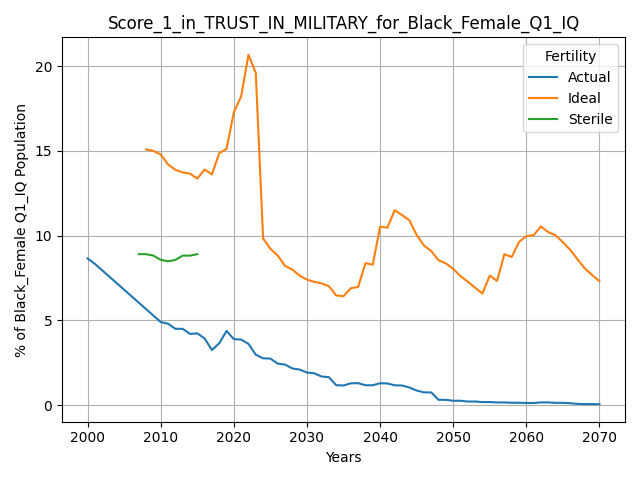 Score_1_in_TRUST_IN_MILITARY_for_Black_Female_Q1_IQ
% of Black_Female Q1_IQ Population
20
15
10
5
0
Fertility
Actual
Ideal
Sterile
2000 2010 2020 2030 2040 2050 2060 2070
Years